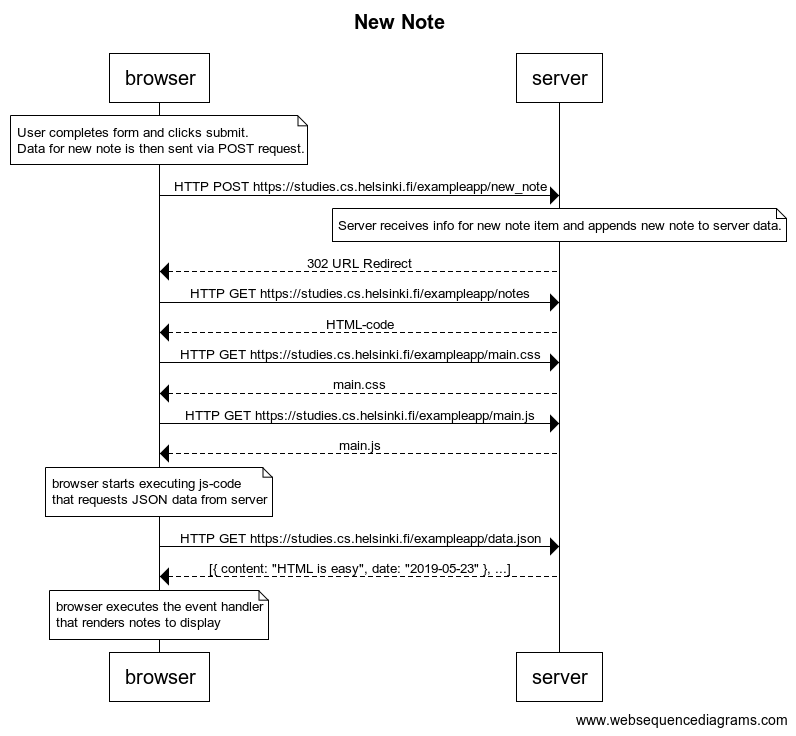 New Note
browser
server
User completes form and clicks submit.
Data for new note is then sent via POST request.
HTTP POST https://studies.cs.helsinki.fi/exampleapp/new_note
Server receives info for new note item and appends new note to server data.
302 URL Redirect
HTTP GET https://studies.cs.helsinki.fi/exampleapp/notes
HTML-code
HTTP GET https://studies.cs.helsinki.fi/exampleapp/main.css
main.css
HTTP GET https://studies.cs.helsinki.fi/exampleapp/main.js
main.js
browser starts executing js-code
that requests JSON data from server
HTTP GET https://studies.cs.helsinki.fi/exampleapp/data.json
[{ content: "HTML is easy", date: "2019-05-23" }, ...]
browser executes the event handler
that renders notes to display
browser
server
www.websequencediagrams.com